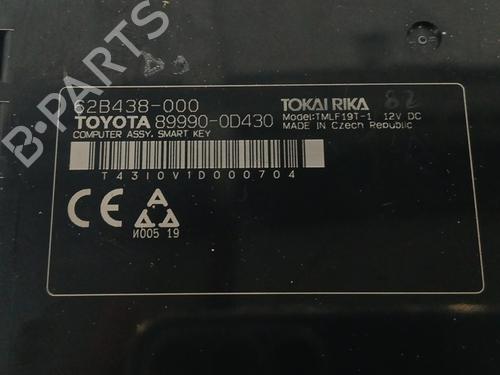 B-PARTS
62B438-000
TOKAI RIKA 82
TOYOTA 89990-0D430
Model:TMLF19T-1 12V DC
COMPUTER ASSY, SMART KEY
MADE IN Czech Republic
T43I0V1D000704
CE
A A A
И005 19